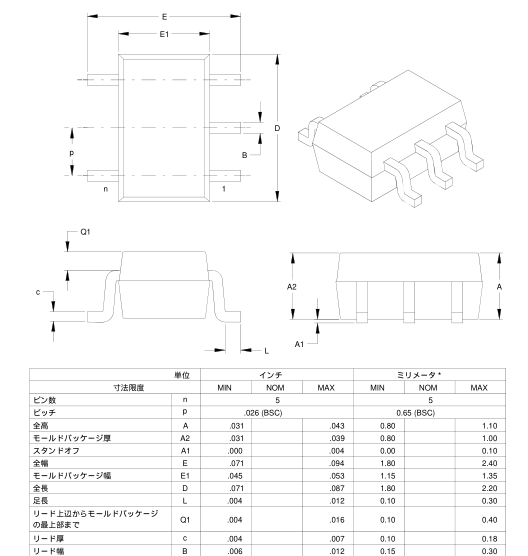 E
E1
D
p
B
n 1
Q1
c
L
A2
A
A1
単位 インチ ミリメータ *
寸法限度 MIN NOM MAX MIN NOM MAX
ピン数 n 5 5
ピッチ p .026 (BSC) 0.65 (BSC)
全高 A .031 .043 0.80 1.10
モールドパッケージ厚 A2 .031 .039 0.80 1.00
スタンドオフ A1 .000 .004 0.00 0.10
全幅 E .071 .094 1.80 2.40
モールドパッケージ幅 E1 .045 .053 1.15 1.35
全長 D .071 .087 1.80 2.20
足長 L .004 .012 0.10 0.30
リード上辺からモールドパッケージ
の最上部まで Q1 .004 .016 0.10 0.40
リード厚 c .004 .007 0.10 0.18
リード幅 B .006 .012 0.15 0.30